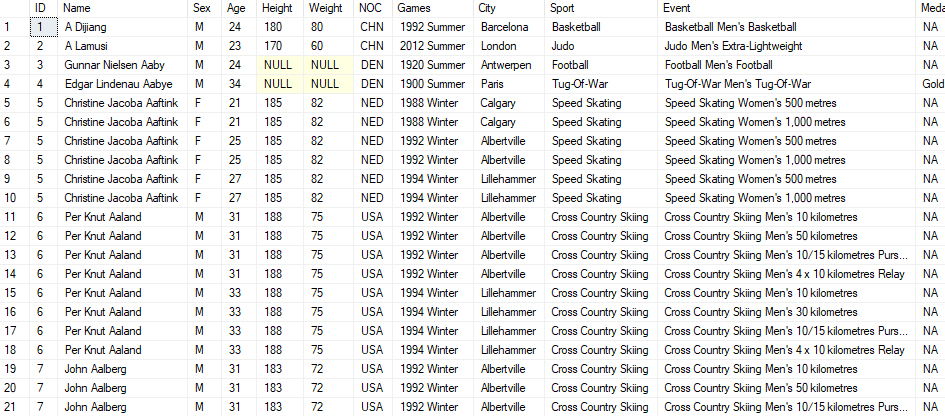 ID Name Sex Age Height Weight NOC Games City Sport Event Meda
1 1 A Dijiang M 24 180 80 CHN 1992 Summer Barcelona Basketball Basketball Men's Basketball NA
2 2 A Lamusi M 23 170 60 CHN 2012 Summer London Judo Judo Men's Extra-Lightweight NA
3 3 Gunnar Nielsen Aaby M 24 NULL NULL DEN 1920 Summer Antwerpen Football Football Men's Football NA
4 4 Edgar Lindenau Aabye M 34 NULL NULL DEN 1900 Summer Paris Tug-Of-War Tug-Of-War Men's Tug-Of-War Gold
5 5 Christine Jacoba Aaftink F 21 185 82 NED 1988 Winter Calgary Speed Skating Speed Skating Women's 500 metres NA
6 5 Christine Jacoba Aaftink F 21 185 82 NED 1988 Winter Calgary Speed Skating Speed Skating Women's 1,000 metres NA
7 5 Christine Jacoba Aaftink F 25 185 82 NED 1992 Winter Albertville Speed Skating Speed Skating Women's 500 metres NA
8 5 Christine Jacoba Aaftink F 25 185 82 NED 1992 Winter Albertville Speed Skating Speed Skating Women's 1,000 metres NA
9 5 Christine Jacoba Aaftink F 27 185 82 NED 1994 Winter Lillehammer Speed Skating Speed Skating Women's 500 metres NA
10 5 Christine Jacoba Aaftink F 27 185 82 NED 1994 Winter Lillehammer Speed Skating Speed Skating Women's 1,000 metres NA
11 6 Per Knut Aaland M 31 188 75 USA 1992 Winter Albertville Cross Country Skiing Cross Country Skiing Men's 10 kilometres NA
12 6 Per Knut Aaland M 31 188 75 USA 1992 Winter Albertville Cross Country Skiing Cross Country Skiing Men's 50 kilometres NA
13 6 Per Knut Aaland M 31 188 75 USA 1992 Winter Albertville Cross Country Skiing Cross Country Skiing Men's 10/15 kilometres Purs... NA
14 6 Per Knut Aaland M 31 188 75 USA 1992 Winter Albertville Cross Country Skiing Cross Country Skiing Men's 4 x 10 kilometres Relay NA
15 6 Per Knut Aaland M 33 188 75 USA 1994 Winter Lillehammer Cross Country Skiing Cross Country Skiing Men's 10 kilometres NA
16 6 Per Knut Aaland M 33 188 75 USA 1994 Winter Lillehammer Cross Country Skiing Cross Country Skiing Men's 30 kilometres NA
17 6 Per Knut Aaland M 33 188 75 USA 1994 Winter Lillehammer Cross Country Skiing Cross Country Skiing Men's 10/15 kilometres Purs... NA
18 6 Per Knut Aaland M 33 188 75 USA 1994 Winter Lillehammer Cross Country Skiing Cross Country Skiing Men's 4 x 10 kilometres Relay NA
19 7 John Aalberg M 31 183 72 USA 1992 Winter Albertville Cross Country Skiing Cross Country Skiing Men's 10 kilometres NA
20 7 John Aalberg M 31 183 72 USA 1992 Winter Albertville Cross Country Skiing Cross Country Skiing Men's 50 kilometres NA
21 7 John Aalberg M 31 183 72 USA 1992 Winter Albertville Cross Country Skiing Cross Country Skiing Men's 10/15 kilometres Purs... NA